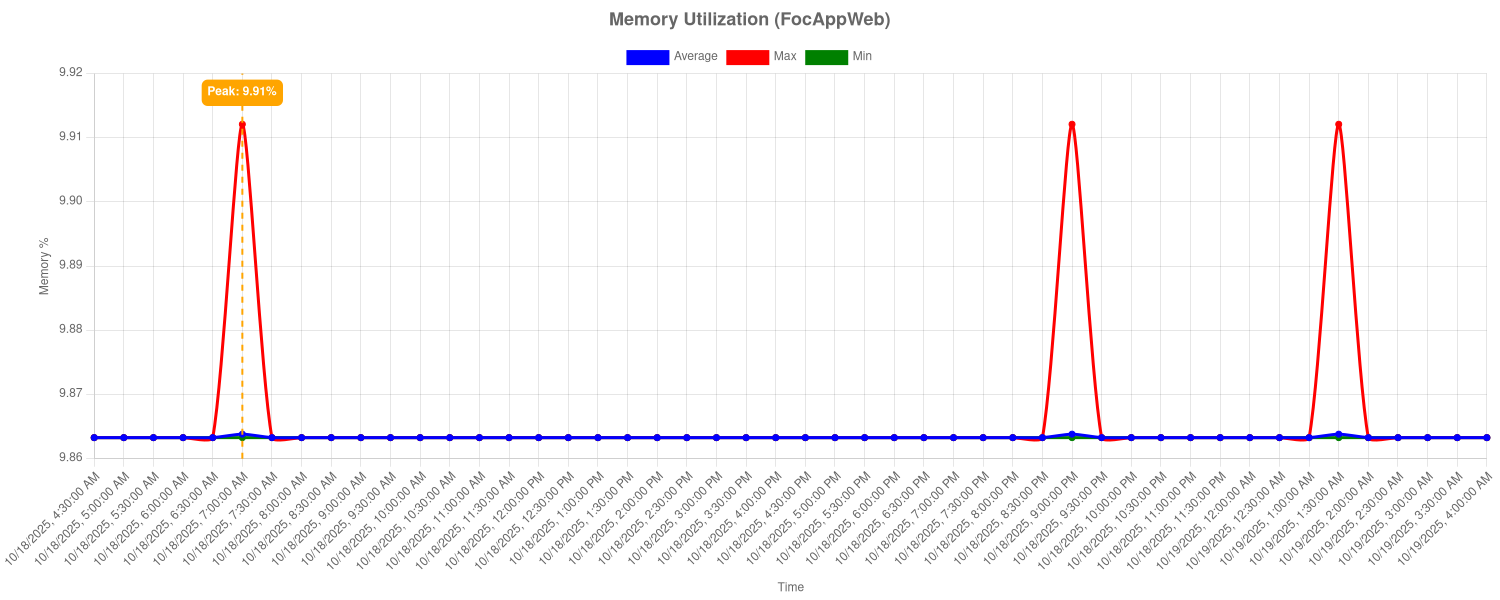 Memory Utilization (FocAppWeb)
Average Max Min
9.92
Peak: 9.91%
9.91
9.90
9.89
9.88
9.87
9.86
Memory %
10/18/2025, 4:30:00 AM
10/18/2025, 5:00:00 AM
10/18/2025, 5:30:00 AM
10/18/2025, 6:00:00 AM
10/18/2025, 6:30:00 AM
10/18/2025, 7:00:00 AM
10/18/2025, 7:30:00 AM
10/18/2025, 8:00:00 AM
10/18/2025, 8:30:00 AM
10/18/2025, 9:00:00 AM
10/18/2025, 9:30:00 AM
10/18/2025, 10:00:00 AM
10/18/2025, 10:30:00 AM
10/18/2025, 11:00:00 AM
10/18/2025, 11:30:00 AM
10/18/2025, 12:00:00 PM
10/18/2025, 12:30:00 PM
10/18/2025, 1:00:00 PM
10/18/2025, 1:30:00 PM
10/18/2025, 2:00:00 PM
10/18/2025, 2:30:00 PM
10/18/2025, 3:00:00 PM
10/18/2025, 3:30:00 PM
10/18/2025, 4:00:00 PM
10/18/2025, 4:30:00 PM
10/18/2025, 5:00:00 PM
10/18/2025, 5:30:00 PM
10/18/2025, 6:00:00 PM
10/18/2025, 6:30:00 PM
10/18/2025, 7:00:00 PM
10/18/2025, 7:30:00 PM
10/18/2025, 8:00:00 PM
10/18/2025, 8:30:00 PM
10/18/2025, 9:00:00 PM
10/18/2025, 9:30:00 PM
10/18/2025, 10:00:00 PM
10/18/2025, 10:30:00 PM
10/18/2025, 11:00:00 PM
10/18/2025, 11:30:00 PM
10/19/2025, 12:00:00 AM
10/19/2025, 12:30:00 AM
10/19/2025, 1:00:00 AM
10/19/2025, 1:30:00 AM
10/19/2025, 2:00:00 AM
10/19/2025, 2:30:00 AM
10/19/2025, 3:00:00 AM
10/19/2025, 3:30:00 AM
10/19/2025, 4:00:00 AM
Time